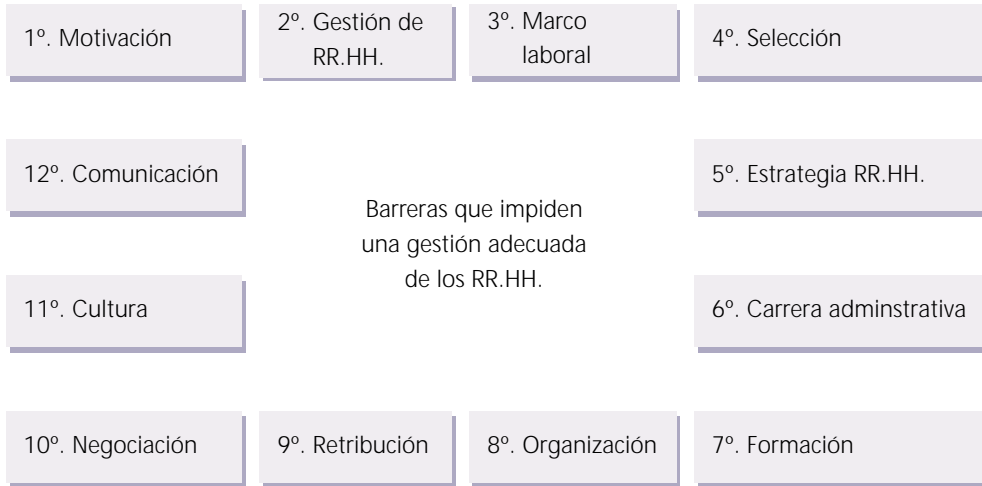 1º. Motivación
2º. Gestión de
RR.HH.
3º. Marco
laboral
4º. Selección
12º. Comunicación
5º. Estrategia RR.HH.
Barreras que impiden
una gestión adecuada
de los RR.HH.
11º. Cultura
6º. Carrera adminstrativa
10º. Negociación
9º. Retribución
8º. Organización
7º. Formación